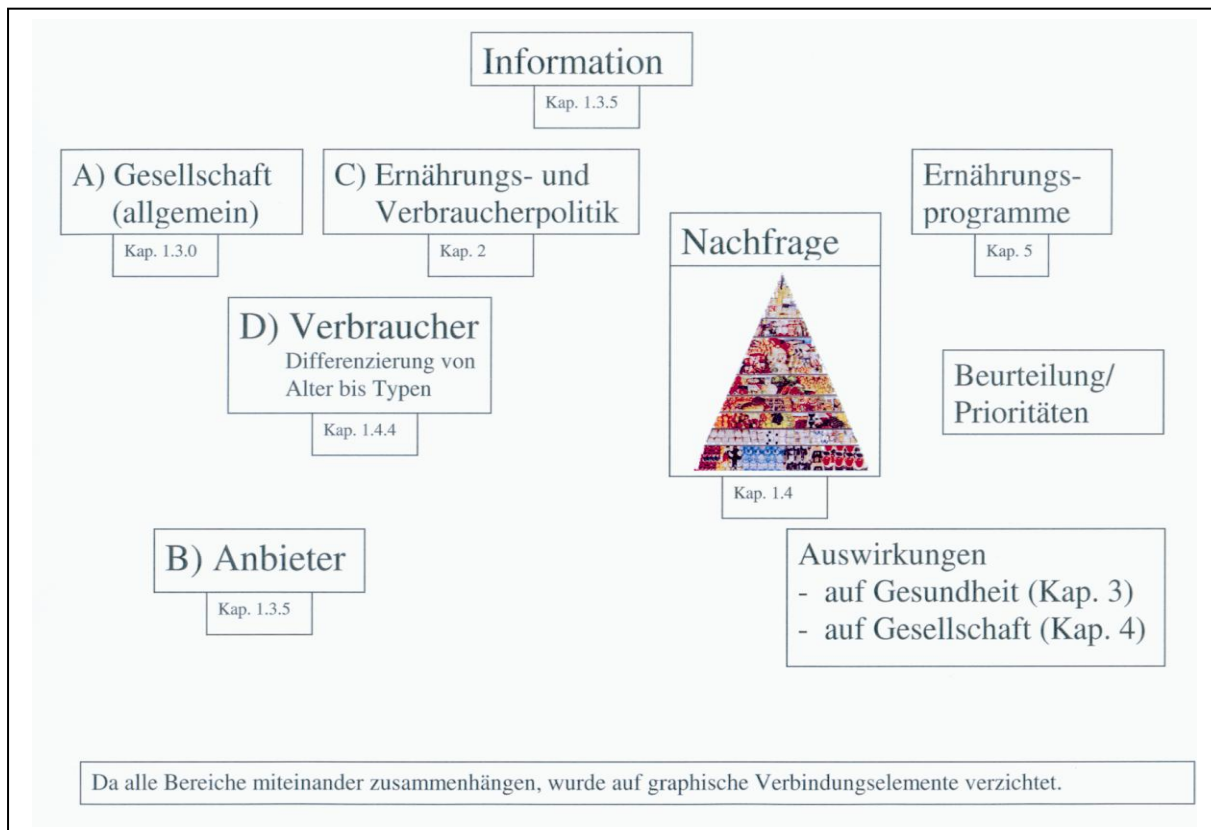 Information
Kap. 1.3.5
A) Gesellschaft
(allgemein)
Kap. 1.3.0
C) Ernährungs- und
Verbraucherpolitik
Kap. 2
Ernährungs-
programme
Kap. 5
Nachfrage
Kap. 1.4
D) Verbraucher
Differenzierung von
Alter bis Typen
Kap. 1.4.4
Beurteilung/
Prioritäten
B) Anbieter
Kap. 1.3.5
Auswirkungen
- auf Gesundheit (Kap. 3)
- auf Gesellschaft (Kap. 4)
Da alle Bereiche miteinander zusammenhängen, wurde auf graphische Verbindungselemente verzichtet.